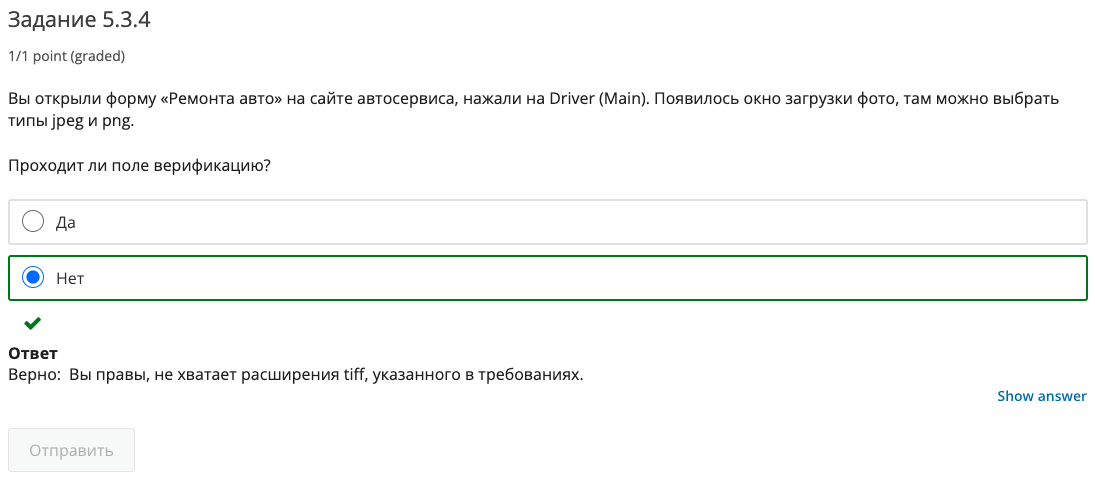 Задание 5.3.4
1/1 point (graded)
Вы открыли форму «Ремонта авто» на сайте автосервиса, нажали на Driver (Main). Появилось окно загрузки фото, там можно выбрать
типы jpeg и png.
Проходит ли поле верификацию?
Да
Нет
Ответ
Верно: Вы правы, не хватает расширения tiff, указанного в требованиях.
Show answer
Отправить